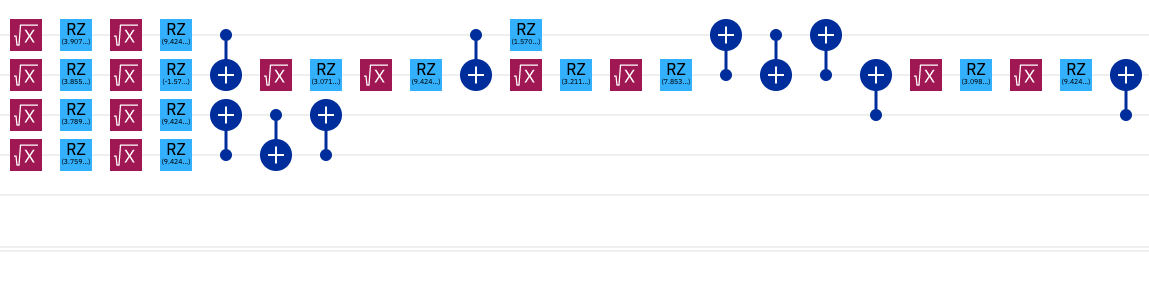 √X RZ √X RZ RZ
(3.907...) (9.424...) (1.570...)
√X RZ √X RZ √X RZ √X RZ √X RZ √X RZ √X RZ √X RZ
(3.855...) (-1.57...) (3.071...) (9.424...) (3.211...) (7.853...) (3.098...) (9.424...)
√X RZ √X RZ
(3.789...) (9.424...)
√X RZ √X RZ
(3.759...) (9.424...)